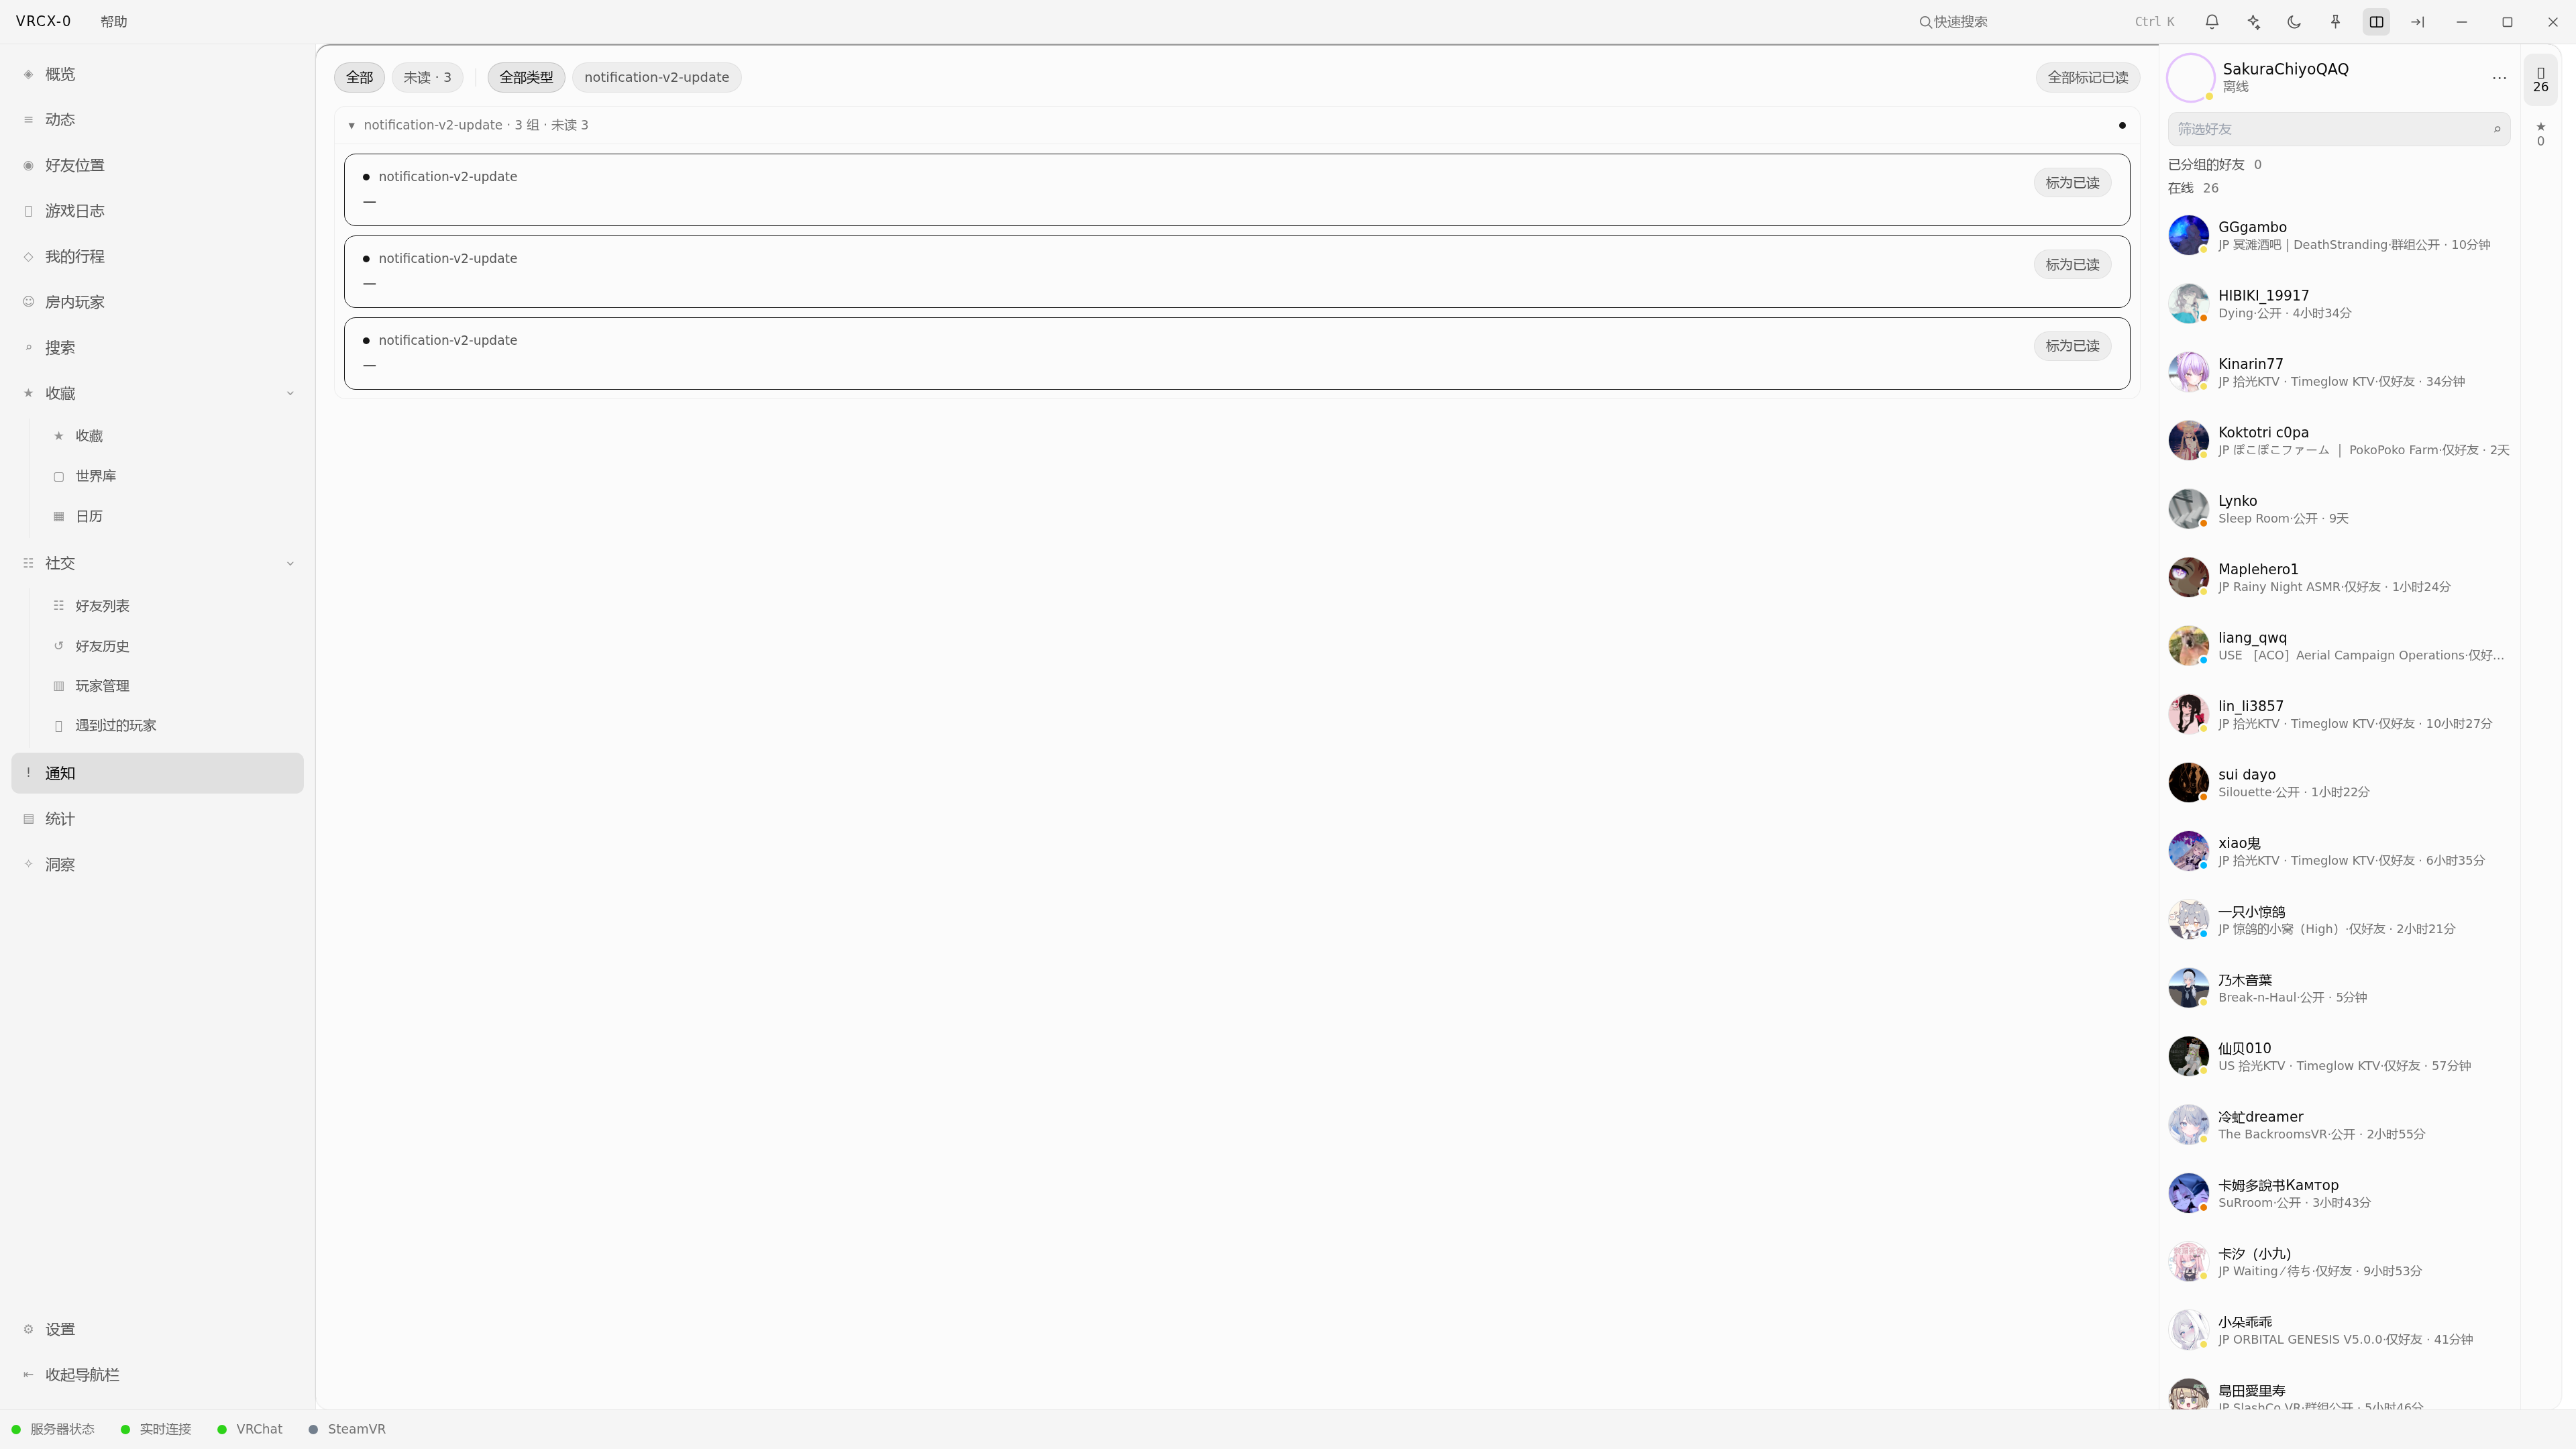 VRCX-0 帮助 快速搜索 Ctrl K
概览
动态
好友位置
游戏日志
我的行程
房内玩家
搜索
收藏
收藏
世界库
日历
社交
好友列表
好友历史
玩家管理
遇到过的玩家
通知
统计
洞察
设置
收起导航栏
全部 未读 · 3 全部类型 notification-v2-update 全部标记已读
notification-v2-update · 3 组 · 未读 3
notification-v2-update 标为已读
—
notification-v2-update 标为已读
—
notification-v2-update 标为已读
—
SakuraChiyoQAQ
离线
筛选好友
已分组的好友 0
在线 26
GGgambo
JP 冥滩酒吧 | DeathStranding·群组公开 · 10分钟
HIBIKI_19917
Dying·公开 · 4小时34分
Kinarin77
JP 拾光KTV · Timeglow KTV·仅好友 · 34分钟
Koktotri c0pa
JP ぽこぽこファーム ｜ PokoPoko Farm·仅好友 · 2天
Lynko
Sleep Room·公开 · 9天
Maplehero1
JP Rainy Night ASMR·仅好友 · 1小时24分
liang_qwq
USE ［ACO］Aerial Campaign Operations·仅好…
lin_li3857
JP 拾光KTV · Timeglow KTV·仅好友 · 10小时27分
sui dayo
Silouette·公开 · 1小时22分
xiao鬼
JP 拾光KTV · Timeglow KTV·仅好友 · 6小时35分
一只小惊鸽
JP 惊鸽的小窝（High）·仅好友 · 2小时21分
乃木音葉
Break-n-Haul·公开 · 5分钟
仙贝010
US 拾光KTV · Timeglow KTV·仅好友 · 57分钟
冷虻dreamer
The BackroomsVR·公开 · 2小时55分
卡姆多說书Камтор
SuRroom·公开 · 3小时43分
卡汐（小九）
JP Waiting⁄待ち·仅好友 · 9小时53分
小朵乖乖
JP ORBITAL GENESIS V5.0.0·仅好友 · 41分钟
島田愛里寿
JP SlashCo VR·群组公开 · 5小时46分
26
0
服务器状态 实时连接 VRChat SteamVR